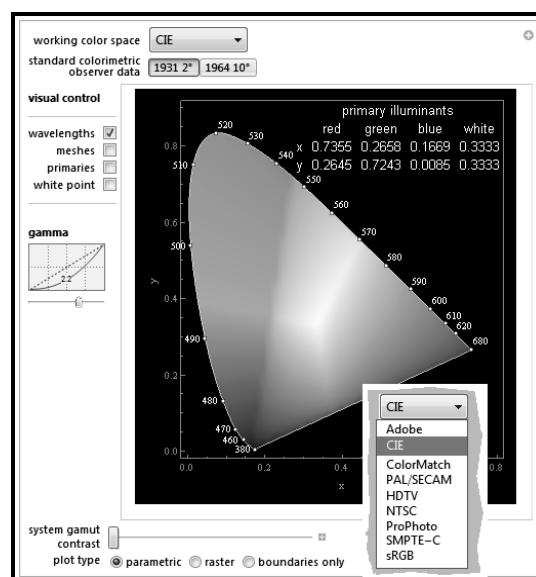 working color space CIE
standard colorimetric
observer data 1931 2° 1964 10°
visual control
wavelengths
meshes
primaries
white point
gamma
2.2
primary illuminants
red green blue white
x 0.7355 0.2658 0.1669 0.3333
y 0.2645 0.7243 0.0085 0.3333
520
530
540
510
550
560
570
500
580
590
600
610
620
680
490
480
470
460
380
0.8
0.6
0.4
0.2
0.0
y
0.0 0.2 0.4 0.8
x
CIE
Adobe
CIE
ColorMatch
PAL/SECAM
HDTV
NTSC
ProPhoto
SMPTE-C
sRGB
system gamut
contrast
plot type parametric raster boundaries only